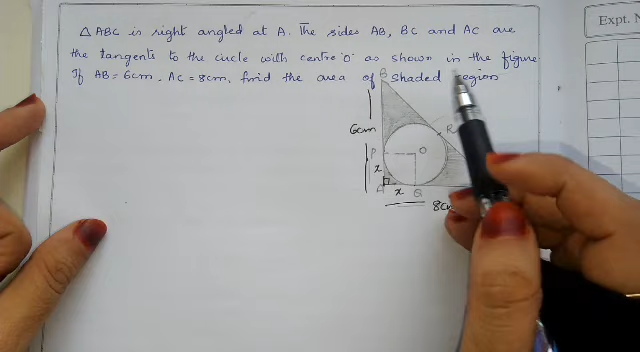 △ ABC is right angled at A. The sides AB, BC and AC are
the tangents to the circle with centre 'O' as shown in the figure.
If AB = 6cm, AC = 8cm, find the area of shaded region
B
6cm
R
P
O
x
A x Q
8cm
Expt. N